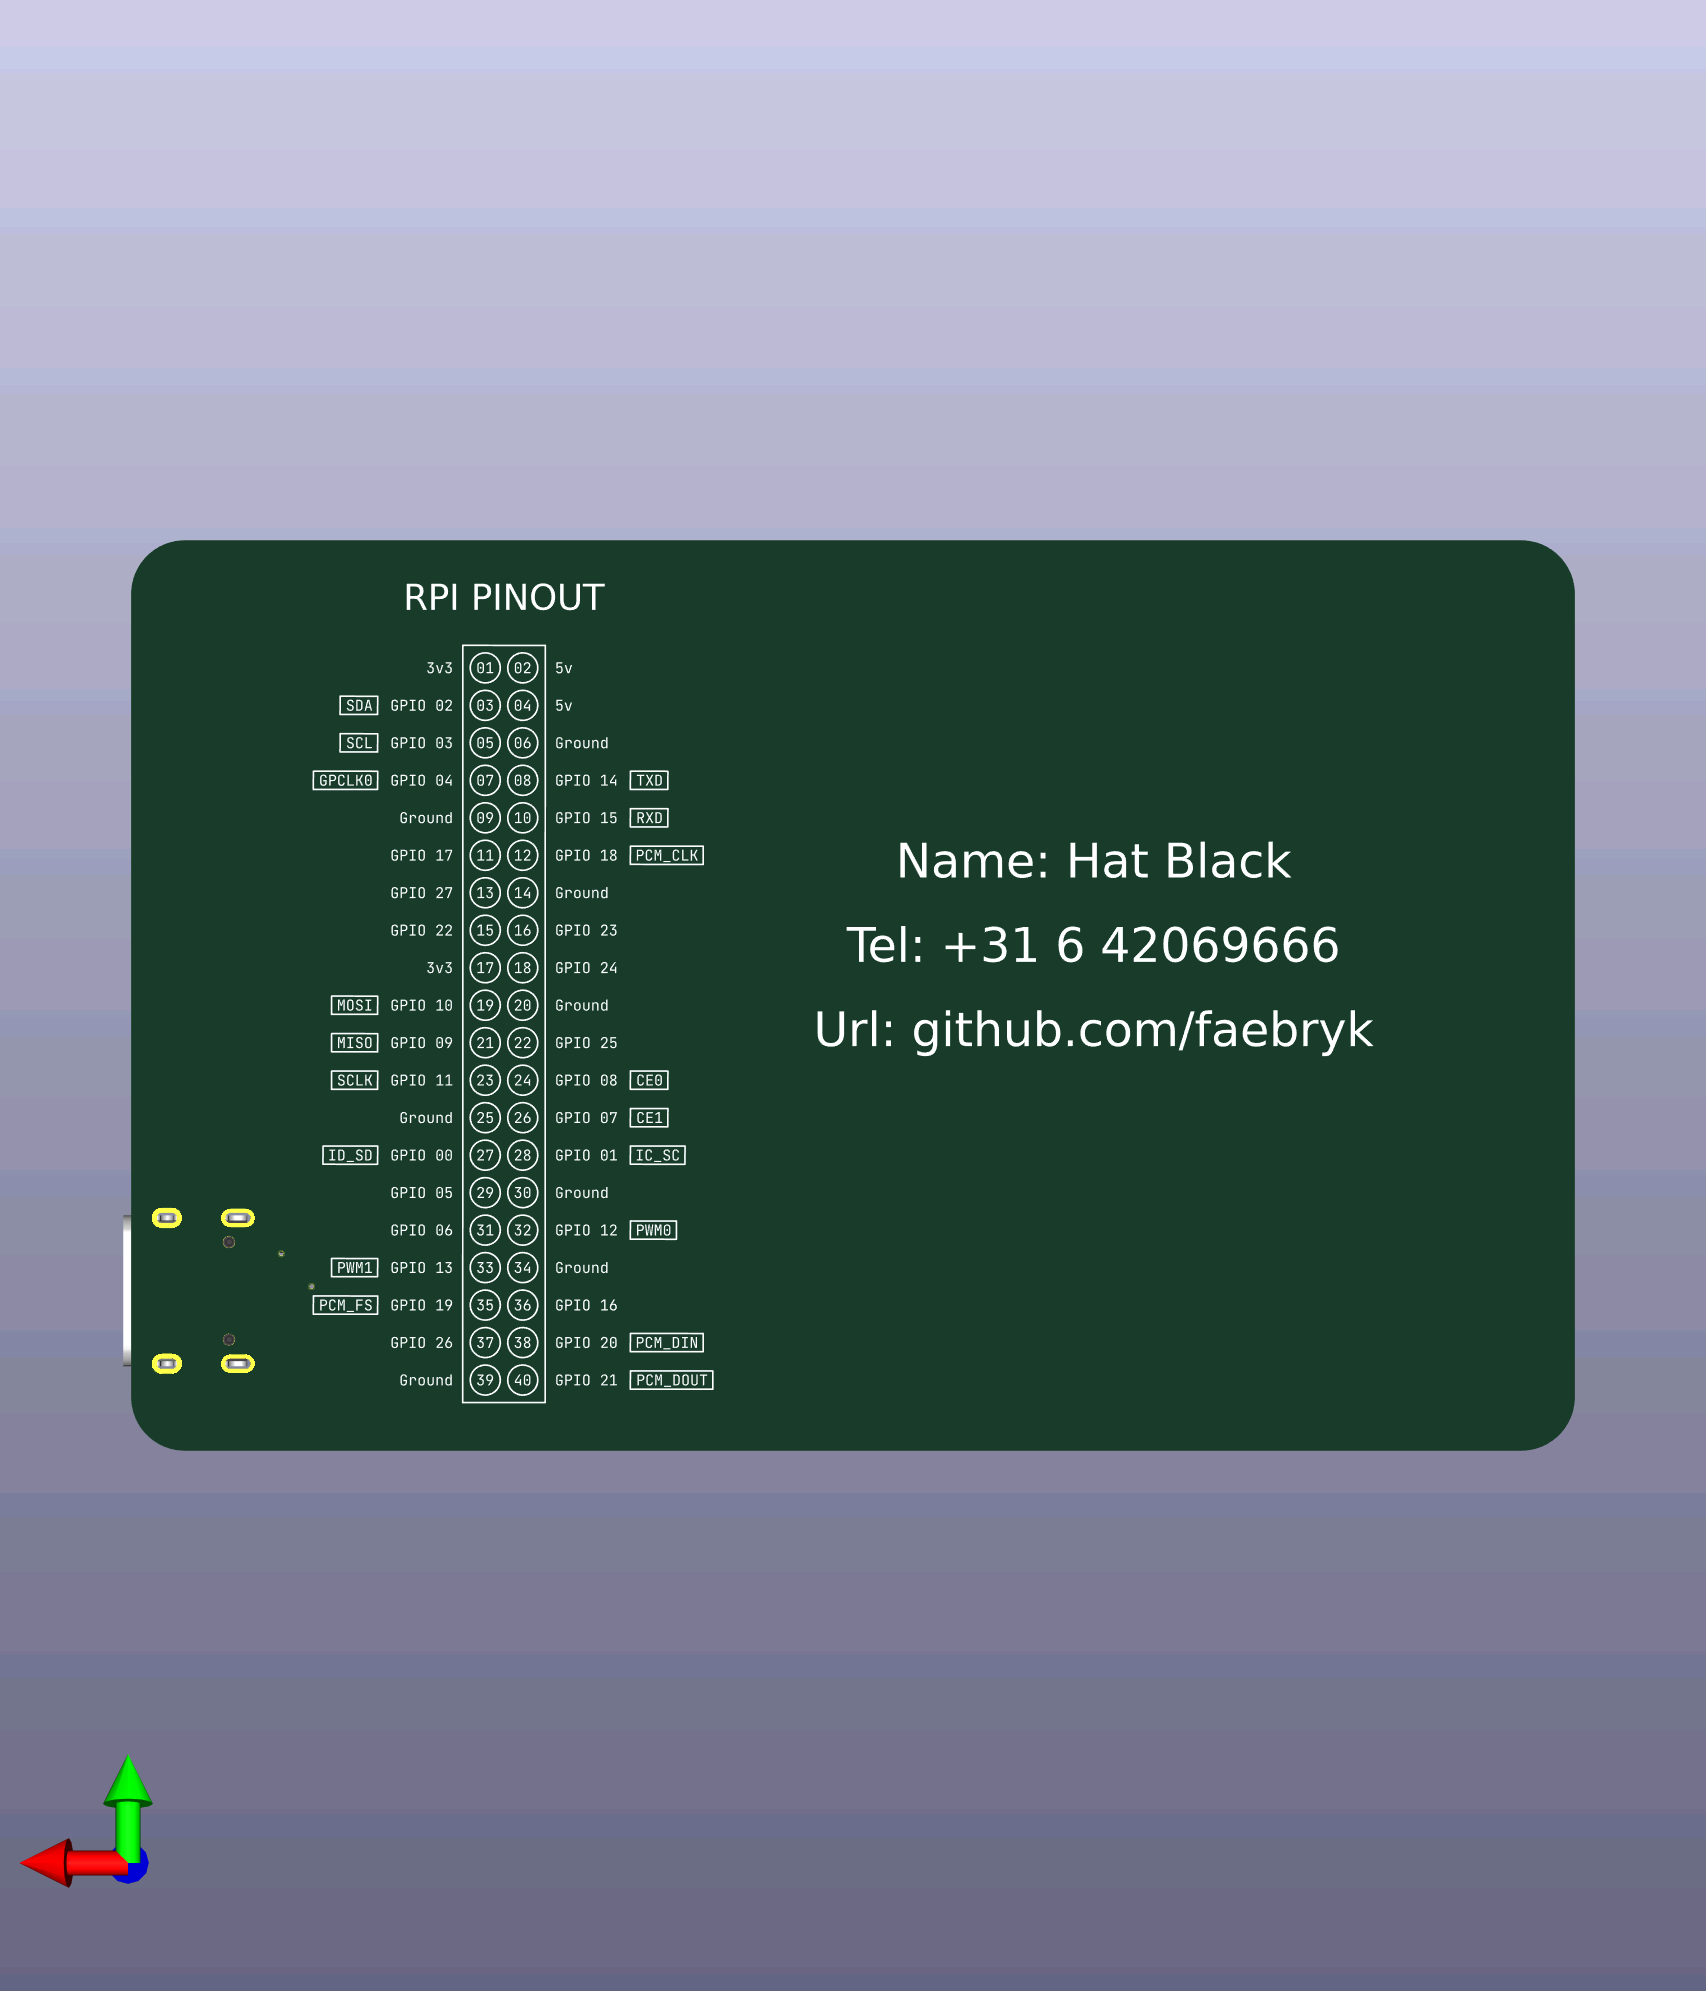 RPI PINOUT
3v3 01 02 5v
SDA GPIO 02 03 04 5v
SCL GPIO 03 05 06 Ground
GPCLK0 GPIO 04 07 08 GPIO 14 TXD
Ground 09 10 GPIO 15 RXD
GPIO 17 11 12 GPIO 18 PCM_CLK
GPIO 27 13 14 Ground
GPIO 22 15 16 GPIO 23
3v3 17 18 GPIO 24
MOSI GPIO 10 19 20 Ground
MISO GPIO 09 21 22 GPIO 25
SCLK GPIO 11 23 24 GPIO 08 CE0
Ground 25 26 GPIO 07 CE1
ID_SD GPIO 00 27 28 GPIO 01 IC_SC
GPIO 05 29 30 Ground
GPIO 06 31 32 GPIO 12 PWM0
PWM1 GPIO 13 33 34 Ground
PCM_FS GPIO 19 35 36 GPIO 16
GPIO 26 37 38 GPIO 20 PCM_DIN
Ground 39 40 GPIO 21 PCM_DOUT
Name: Hat Black
Tel: +31 6 42069666
Url: github.com/faebryk